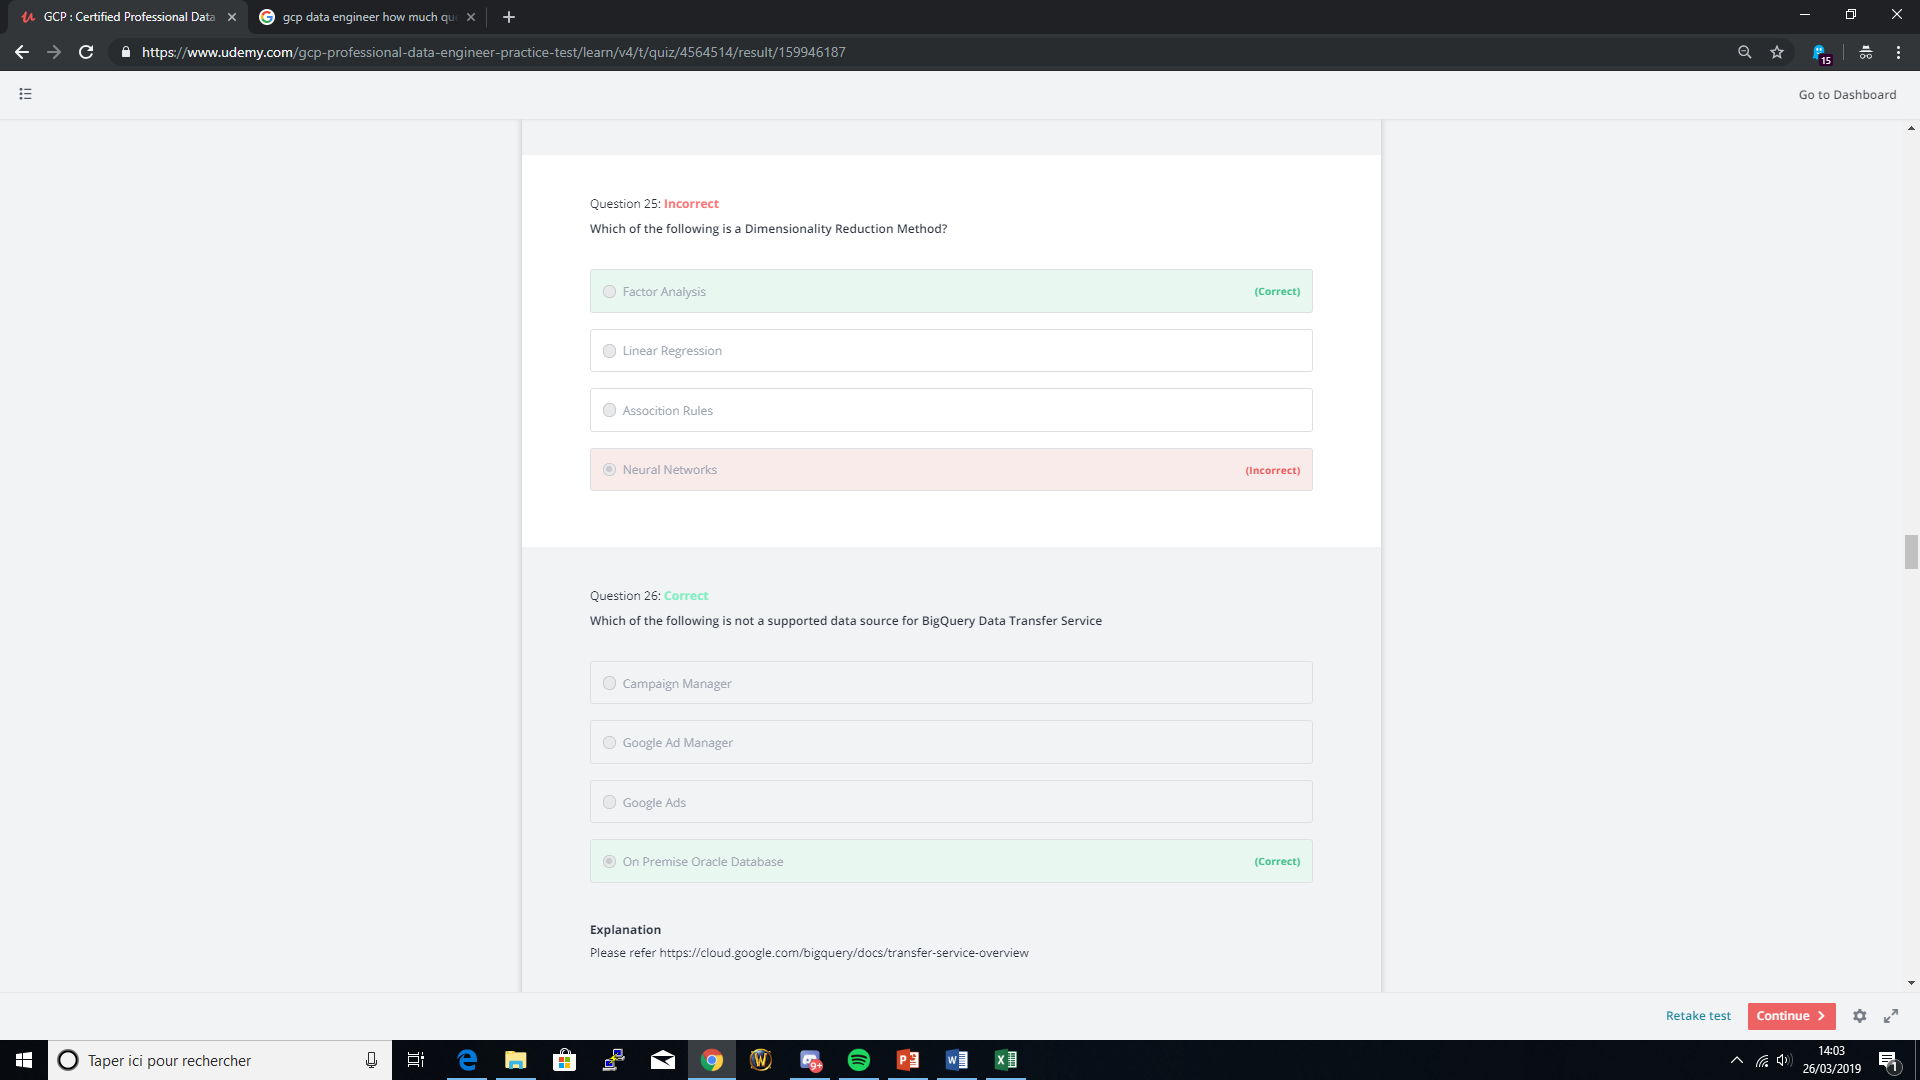 GCP : Certified Professional Data
gcp data engineer how much qu
https://www.udemy.com/gcp-professional-data-engineer-practice-test/learn/v4/t/quiz/4564514/result/159946187
15
Go to Dashboard
Question 25: Incorrect
Which of the following is a Dimensionality Reduction Method?
Factor Analysis (Correct)
Linear Regression
Assocition Rules
Neural Networks (Incorrect)
Question 26: Correct
Which of the following is not a supported data source for BigQuery Data Transfer Service
Campaign Manager
Google Ad Manager
Google Ads
On Premise Oracle Database (Correct)
Explanation
Please refer https://cloud.google.com/bigquery/docs/transfer-service-overview
Retake test Continue
Taper ici pour rechercher
9+
14:03
26/03/2019
1